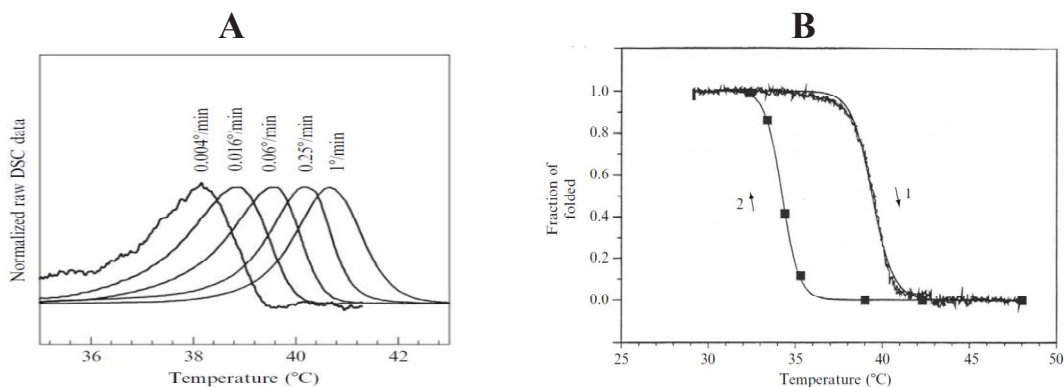 A
Normalized raw DSC data
0.004°/min
0.016°/min
0.06°/min
0.25°/min
1°/min
36
38
40
42
Temperature (°C)
B
Fraction of
folded
1.0
0.8
0.6
0.4
0.2
0.0
2
1
25
30
35
40
45
50
Temperature (°C)